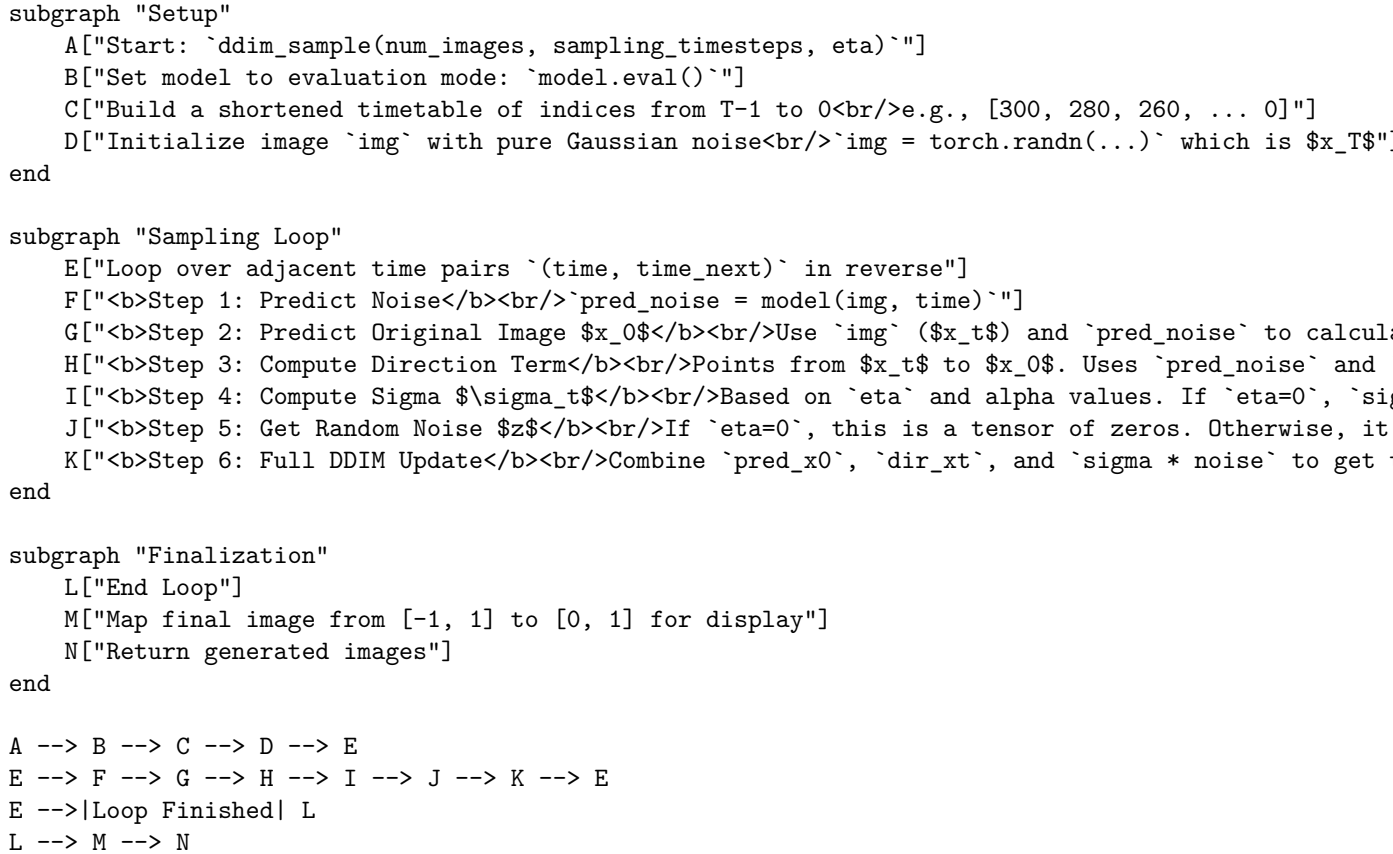 subgraph "Setup"
    A["Start: `ddim_sample(num_images, sampling_timesteps, eta)`"]
    B["Set model to evaluation mode: `model.eval()`"]
    C["Build a shortened timetable of indices from T-1 to 0<br/>e.g., [300, 280, 260, ... 0]"]
    D["Initialize image `img` with pure Gaussian noise<br/>`img = torch.randn(...)` which is $x_T$"]
end

subgraph "Sampling Loop"
    E["Loop over adjacent time pairs `(time, time_next)` in reverse"]
    F["<b>Step 1: Predict Noise</b><br/>`pred_noise = model(img, time)`"]
    G["<b>Step 2: Predict Original Image $x_0$</b><br/>Use `img` ($x_t$) and `pred_noise` to calcula
    H["<b>Step 3: Compute Direction Term</b><br/>Points from $x_t$ to $x_0$. Uses `pred_noise` and
    I["<b>Step 4: Compute Sigma $\sigma_t$</b><br/>Based on `eta` and alpha values. If `eta=0`, `sig
    J["<b>Step 5: Get Random Noise $z$</b><br/>If `eta=0`, this is a tensor of zeros. Otherwise, it
    K["<b>Step 6: Full DDIM Update</b><br/>Combine `pred_x0`, `dir_xt`, and `sigma * noise` to get
end

subgraph "Finalization"
    L["End Loop"]
    M["Map final image from [-1, 1] to [0, 1] for display"]
    N["Return generated images"]
end

A --> B --> C --> D --> E
E --> F --> G --> H --> I --> J --> K --> E
E -->|Loop Finished| L
L --> M --> N